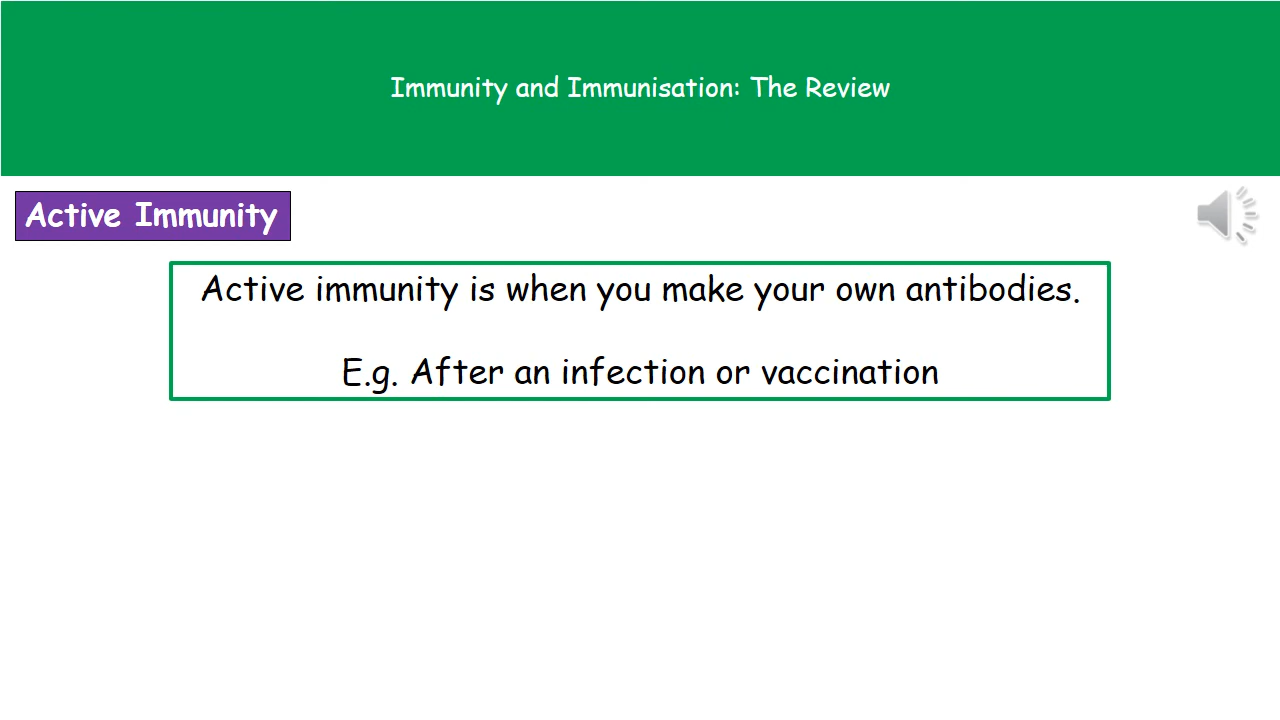 Immunity and Immunisation: The Review
Active Immunity
Active immunity is when you make your own antibodies.
E.g. After an infection or vaccination